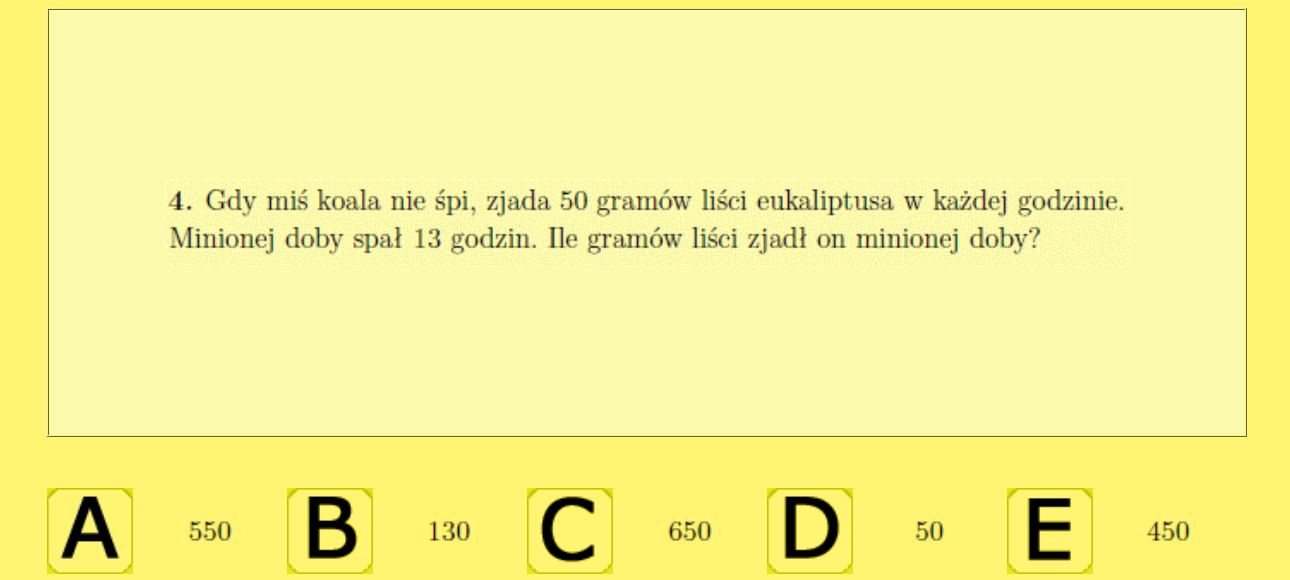 4. Gdy miś koala nie śpi, zjada 50 gramów liści eukaliptusa w każdej godzinie.
Minionej doby spał 13 godzin. Ile gramów liści zjadł on minionej doby?
A 550 B 130 C 650 D 50 E 450